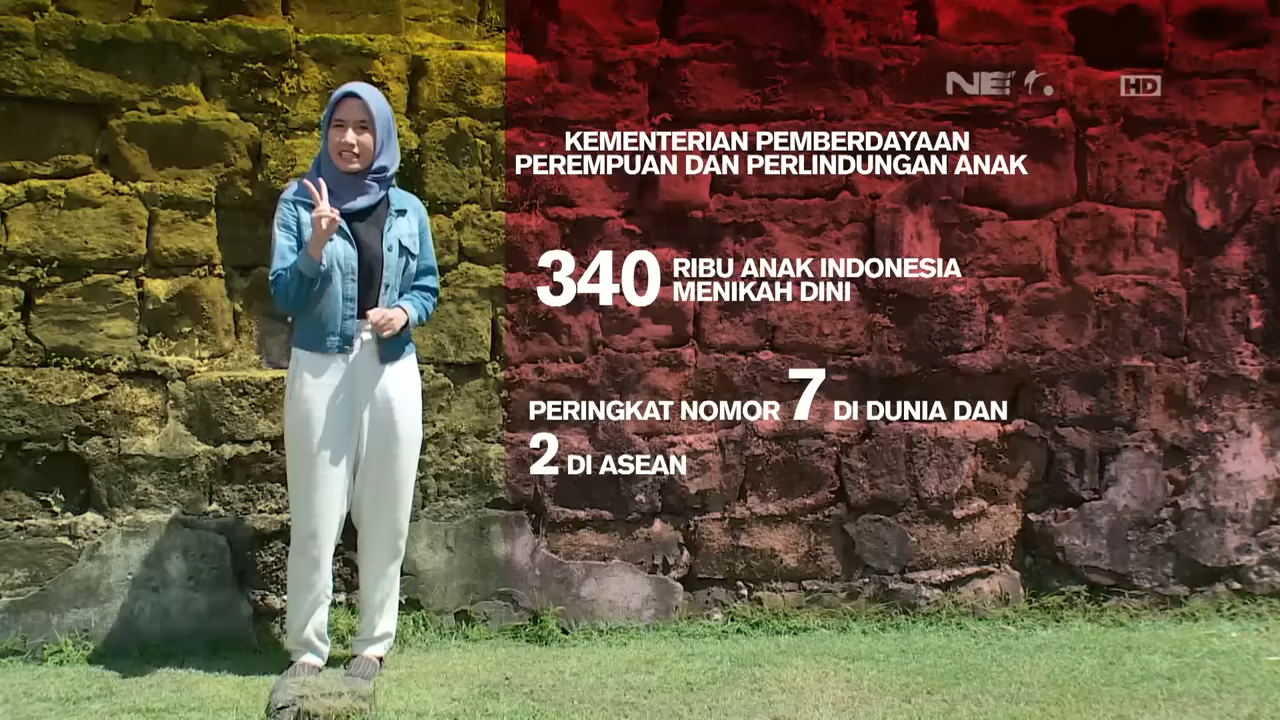 HD
KEMENTERIAN PEMBERDAYAAN
PEREMPUAN DAN PERLINDUNGAN ANAK
340 RIBU ANAK INDONESIA
MENIKAH DINI
PERINGKAT NOMOR 7 DI DUNIA DAN
2 DI ASEAN